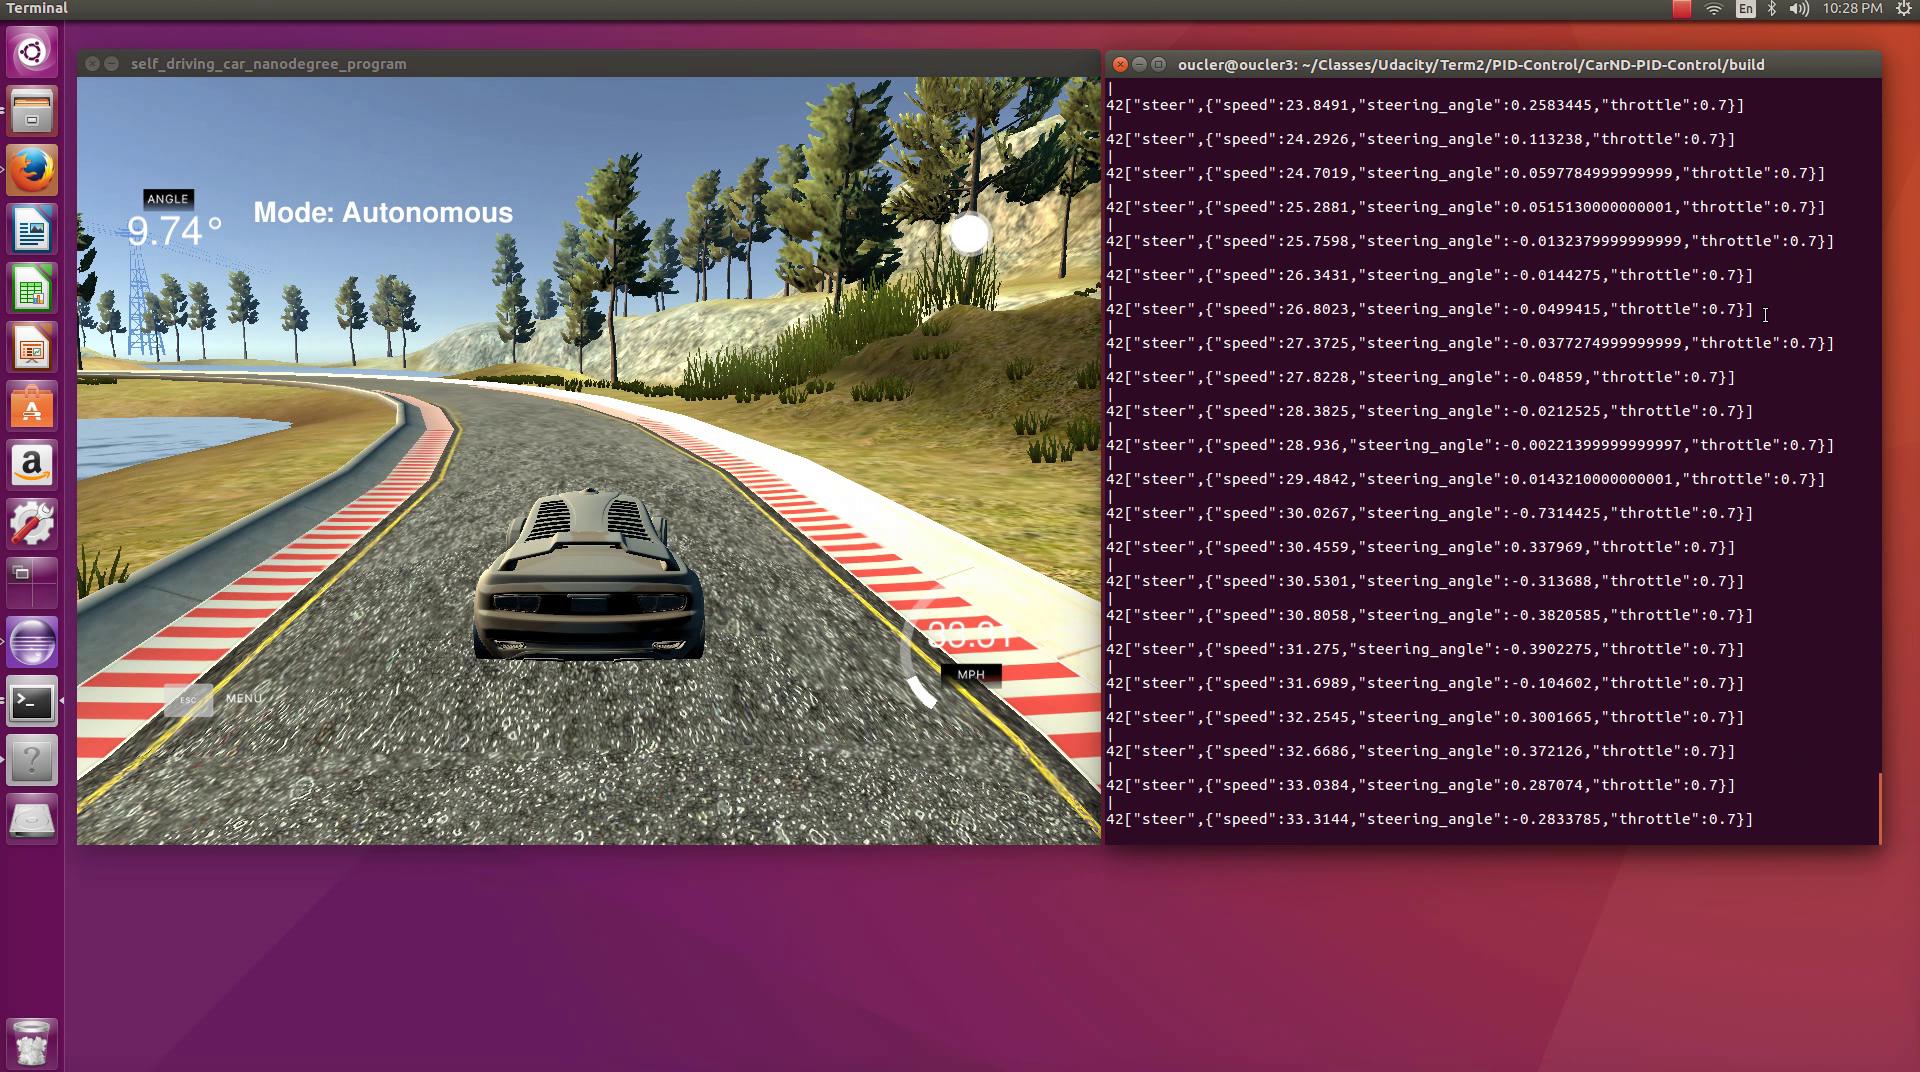 Terminal
En
10:28 PM
self_driving_car_nanodegree_program
ANGLE
9.74°
Mode: Autonomous
ESC
MENU
33.31
MPH
oucler@oucler3: ~/Classes/Udacity/Term2/PID-Control/CarND-PID-Control/build
|
42["steer",{"speed":23.8491,"steering_angle":0.2583445,"throttle":0.7}]
|
42["steer",{"speed":24.2926,"steering_angle":0.113238,"throttle":0.7}]
|
42["steer",{"speed":24.7019,"steering_angle":0.0597784999999999,"throttle":0.7}]
|
42["steer",{"speed":25.2881,"steering_angle":0.0515130000000001,"throttle":0.7}]
|
42["steer",{"speed":25.7598,"steering_angle":-0.0132379999999999,"throttle":0.7}]
|
42["steer",{"speed":26.3431,"steering_angle":-0.0144275,"throttle":0.7}]
|
42["steer",{"speed":26.8023,"steering_angle":-0.0499415,"throttle":0.7}]
|
42["steer",{"speed":27.3725,"steering_angle":-0.0377274999999999,"throttle":0.7}]
|
42["steer",{"speed":27.8228,"steering_angle":-0.04859,"throttle":0.7}]
|
42["steer",{"speed":28.3825,"steering_angle":-0.0212525,"throttle":0.7}]
|
42["steer",{"speed":28.936,"steering_angle":-0.00221399999999997,"throttle":0.7}]
|
42["steer",{"speed":29.4842,"steering_angle":0.0143210000000001,"throttle":0.7}]
|
42["steer",{"speed":30.0267,"steering_angle":-0.7314425,"throttle":0.7}]
|
42["steer",{"speed":30.4559,"steering_angle":0.337969,"throttle":0.7}]
|
42["steer",{"speed":30.5301,"steering_angle":-0.313688,"throttle":0.7}]
|
42["steer",{"speed":30.8058,"steering_angle":-0.3820585,"throttle":0.7}]
|
42["steer",{"speed":31.275,"steering_angle":-0.3902275,"throttle":0.7}]
|
42["steer",{"speed":31.6989,"steering_angle":-0.104602,"throttle":0.7}]
|
42["steer",{"speed":32.2545,"steering_angle":0.3001665,"throttle":0.7}]
|
42["steer",{"speed":32.6686,"steering_angle":0.372126,"throttle":0.7}]
|
42["steer",{"speed":33.0384,"steering_angle":0.287074,"throttle":0.7}]
|
42["steer",{"speed":33.3144,"steering_angle":-0.2833785,"throttle":0.7}]